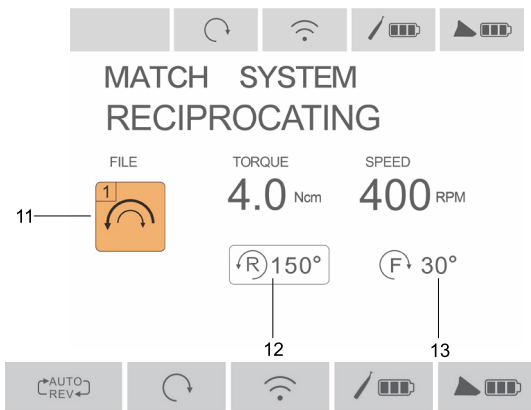 MATCH SYSTEM
RECIPROCATING
FILE TORQUE SPEED
1 4.0 Ncm 400 RPM
11
R 150° F 30°
12 13
AUTO
REV